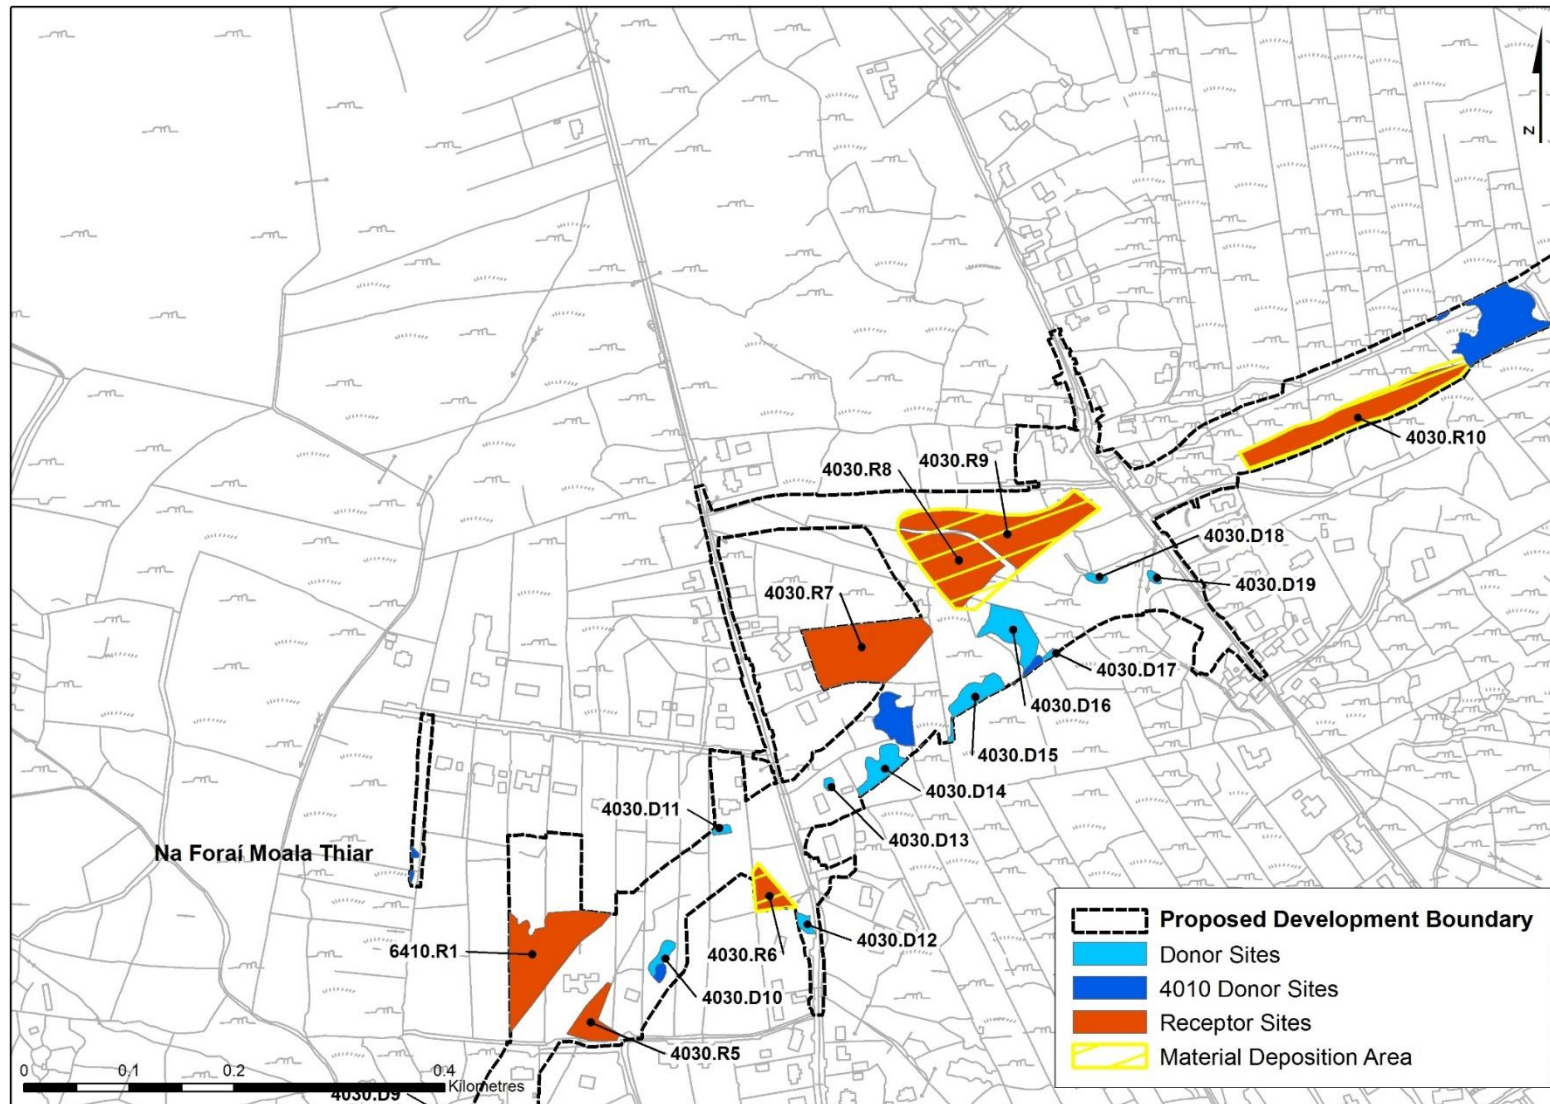 N
4030.R10
4030.R9
4030.R8
4030.D18
4030.D19
4030.R7
4030.D17
4030.D16
4030.D15
4030.D14
4030.D11
4030.D13
Na Foraí Moala Thiar
4030.D12
6410.R1
4030.R6
4030.D10
4030.R5
0 0.1 0.2 0.4
Kilometres
4030.D9
Proposed Development Boundary
Donor Sites
4010 Donor Sites
Receptor Sites
Material Deposition Area